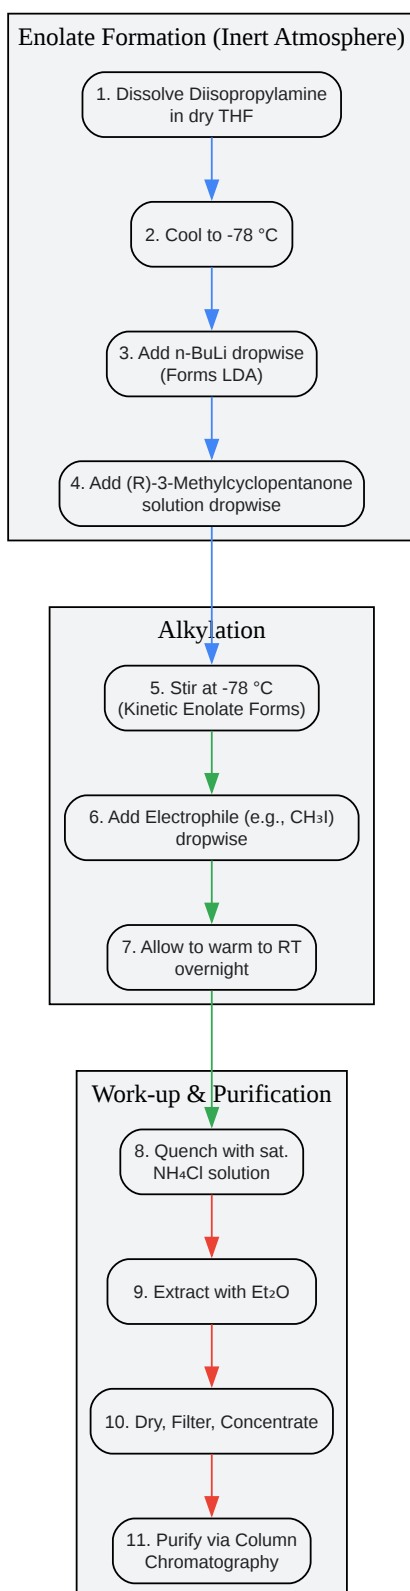 Enolate Formation (Inert Atmosphere)
1. Dissolve Diisopropylamine
in dry THF
2. Cool to -78 °C
3. Add n-BuLi dropwise
(Forms LDA)
4. Add (R)-3-Methylcyclopentanone
solution dropwise
Alkylation
5. Stir at -78 °C
(Kinetic Enolate Forms)
6. Add Electrophile (e.g., CH₃I)
dropwise
7. Allow to warm to RT
overnight
Work-up & Purification
8. Quench with sat.
NH₄Cl solution
9. Extract with Et₂O
10. Dry, Filter, Concentrate
11. Purify via Column
Chromatography